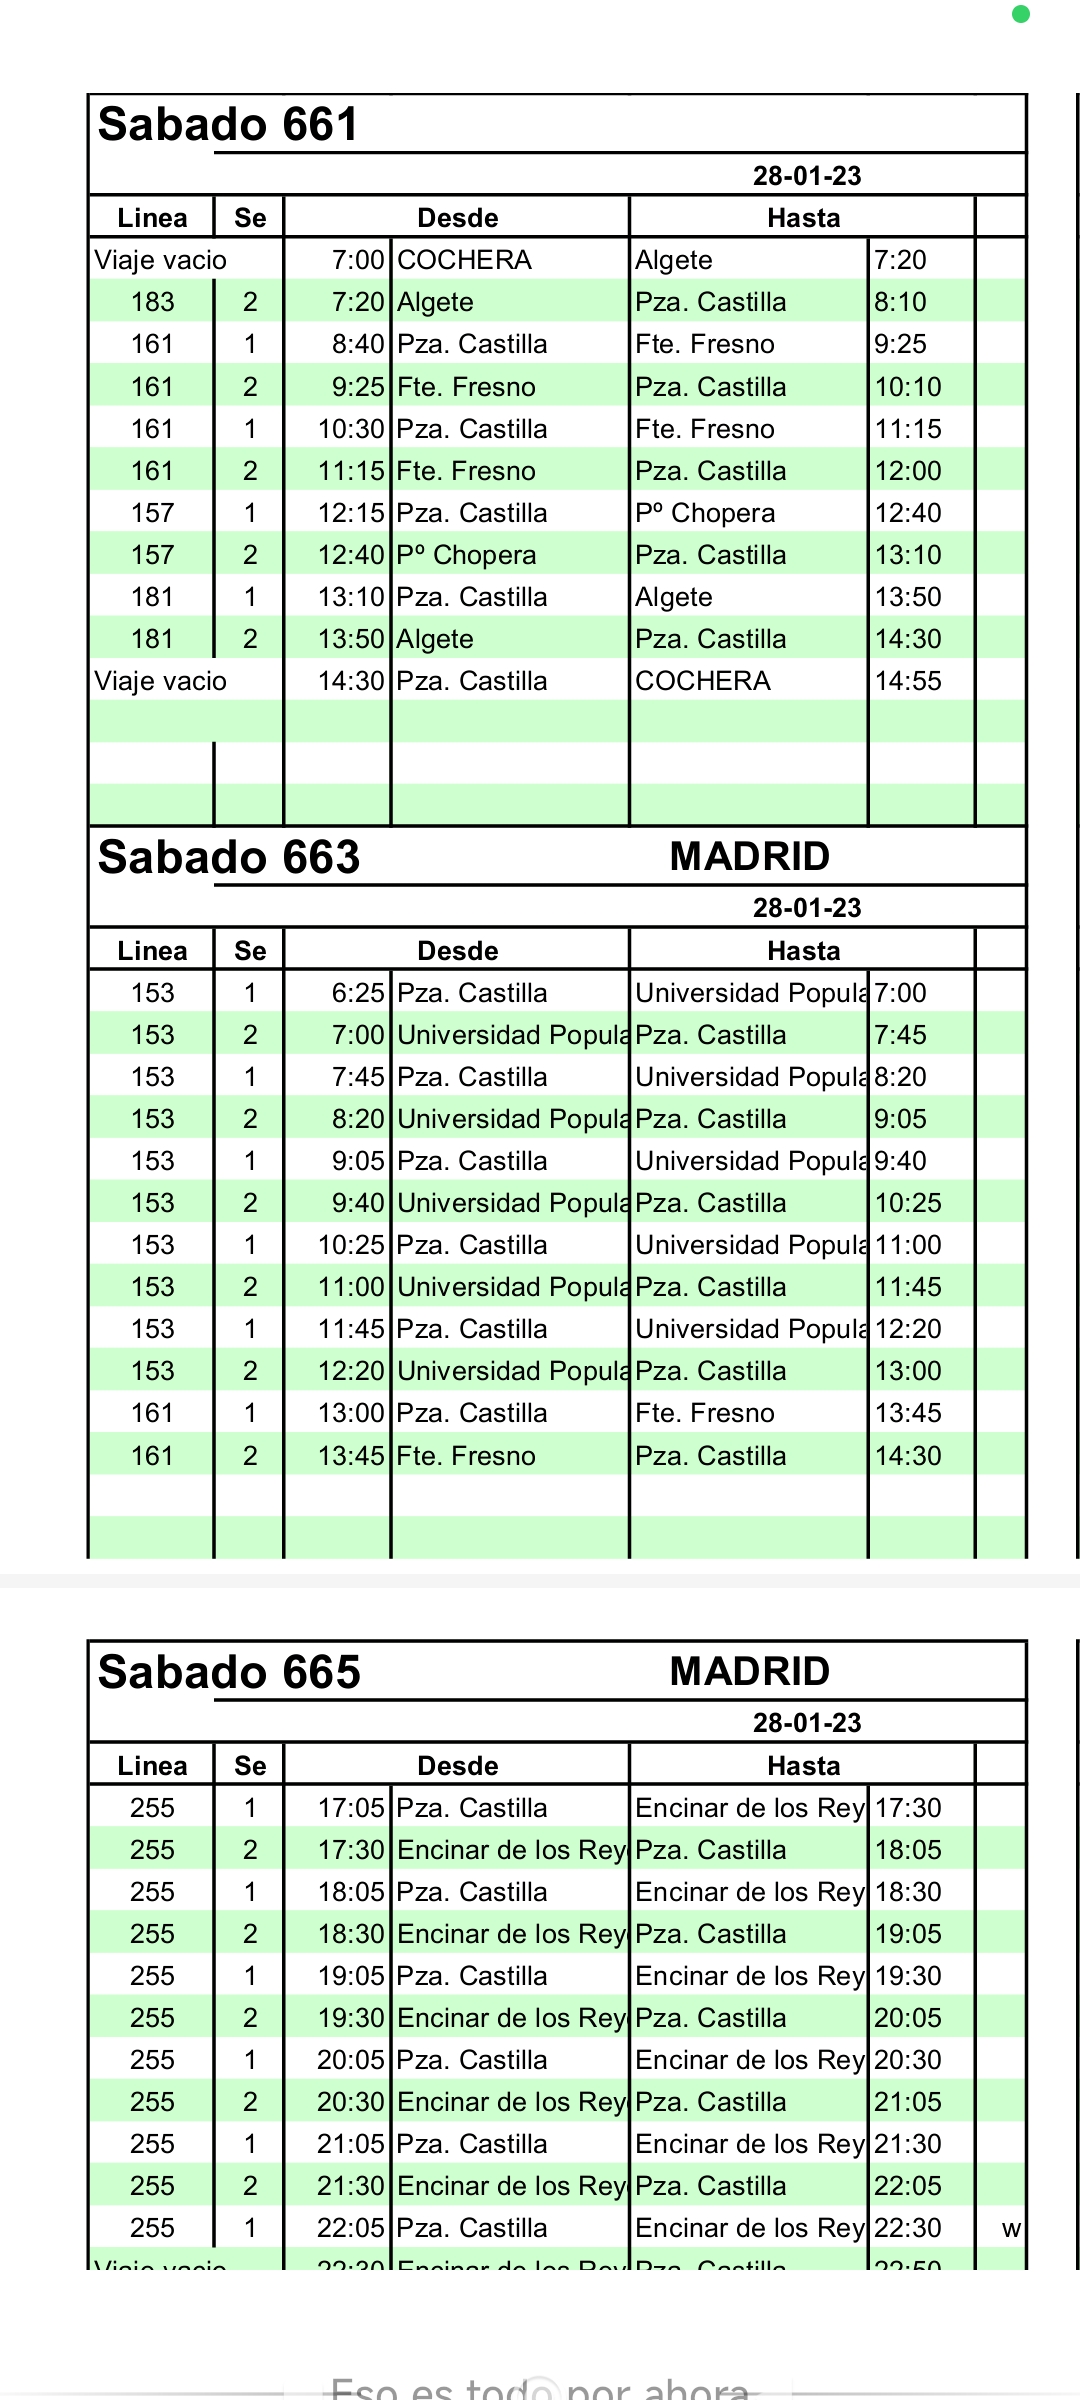 Sabado 661
28-01-23
Linea Se Desde Hasta
Viaje vacio 7:00 COCHERA Algete 7:20
183 2 7:20 Algete Pza. Castilla 8:10
161 1 8:40 Pza. Castilla Fte. Fresno 9:25
161 2 9:25 Fte. Fresno Pza. Castilla 10:10
161 1 10:30 Pza. Castilla Fte. Fresno 11:15
161 2 11:15 Fte. Fresno Pza. Castilla 12:00
157 1 12:15 Pza. Castilla Pº Chopera 12:40
157 2 12:40 Pº Chopera Pza. Castilla 13:10
181 1 13:10 Pza. Castilla Algete 13:50
181 2 13:50 Algete Pza. Castilla 14:30
Viaje vacio 14:30 Pza. Castilla COCHERA 14:55
Sabado 663 MADRID
28-01-23
Linea Se Desde Hasta
153 1 6:25 Pza. Castilla Universidad Popula 7:00
153 2 7:00 Universidad Popula Pza. Castilla 7:45
153 1 7:45 Pza. Castilla Universidad Popula 8:20
153 2 8:20 Universidad Popula Pza. Castilla 9:05
153 1 9:05 Pza. Castilla Universidad Popula 9:40
153 2 9:40 Universidad Popula Pza. Castilla 10:25
153 1 10:25 Pza. Castilla Universidad Popula 11:00
153 2 11:00 Universidad Popula Pza. Castilla 11:45
153 1 11:45 Pza. Castilla Universidad Popula 12:20
153 2 12:20 Universidad Popula Pza. Castilla 13:00
161 1 13:00 Pza. Castilla Fte. Fresno 13:45
161 2 13:45 Fte. Fresno Pza. Castilla 14:30
Sabado 665 MADRID
28-01-23
Linea Se Desde Hasta
255 1 17:05 Pza. Castilla Encinar de los Rey 17:30
255 2 17:30 Encinar de los Rey Pza. Castilla 18:05
255 1 18:05 Pza. Castilla Encinar de los Rey 18:30
255 2 18:30 Encinar de los Rey Pza. Castilla 19:05
255 1 19:05 Pza. Castilla Encinar de los Rey 19:30
255 2 19:30 Encinar de los Rey Pza. Castilla 20:05
255 1 20:05 Pza. Castilla Encinar de los Rey 20:30
255 2 20:30 Encinar de los Rey Pza. Castilla 21:05
255 1 21:05 Pza. Castilla Encinar de los Rey 21:30
255 2 21:30 Encinar de los Rey Pza. Castilla 22:05
255 1 22:05 Pza. Castilla Encinar de los Rey 22:30 w
Viaje vacio 22:30 Encinar de los Rey Pza. Castilla 22:50
Eso es todo por ahora